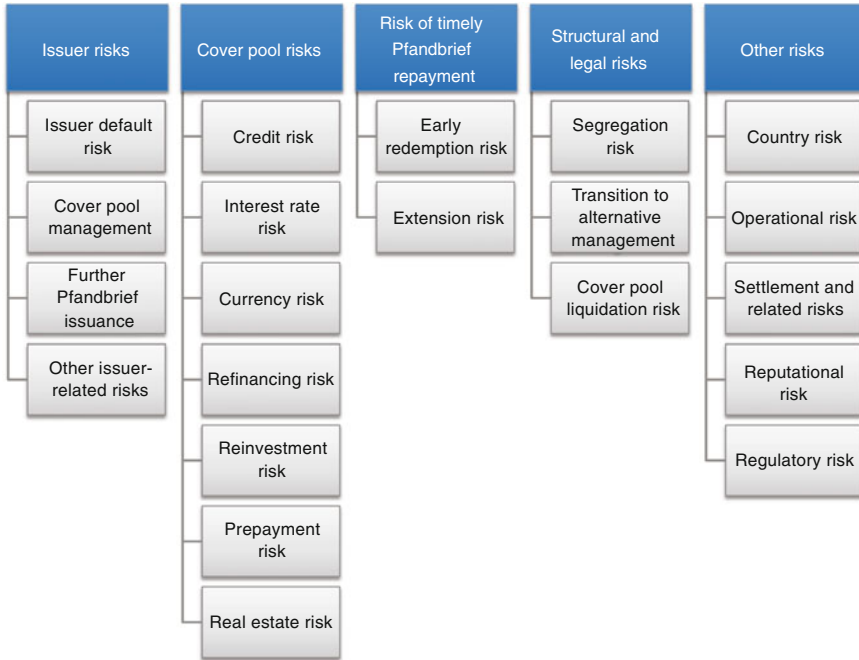 Issuer risks
Issuer default
risk
Cover pool
management
Further
Pfandbrief
issuance
Other issuer-
related risks
Cover pool risks
Credit risk
Interest rate
risk
Currency risk
Refinancing risk
Reinvestment
risk
Prepayment
risk
Real estate risk
Risk of timely
Pfandbrief
repayment
Early
redemption risk
Extension risk
Structural and
legal risks
Segregation
risk
Transition to
alternative
management
Cover pool
liquidation risk
Other risks
Country risk
Operational risk
Settlement and
related risks
Reputational
risk
Regulatory risk